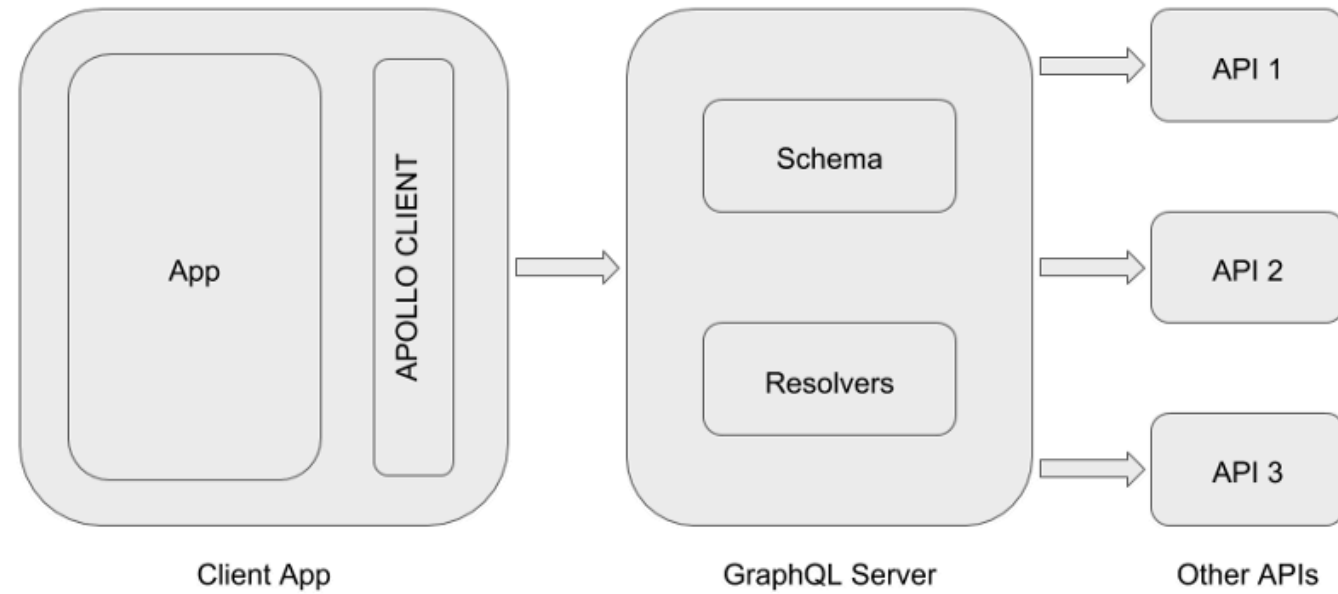 App
APOLLO CLIENT
Schema
Resolvers
API 1
API 2
API 3
Client App
GraphQL Server
Other APIs